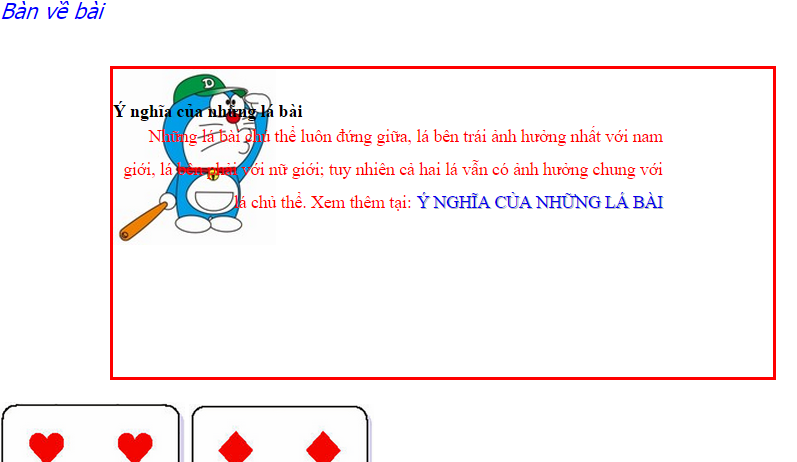 Bàn về bài
Ý nghĩa của những lá bài
Những lá bài chủ thể luôn đứng giữa, lá bên trái ảnh hưởng nhất với nam
giới, lá bên phải với nữ giới; tuy nhiên cả hai lá vẫn có ảnh hưởng chung với
lá chủ thể. Xem thêm tại: Ý NGHĨA CỦA NHỮNG LÁ BÀI